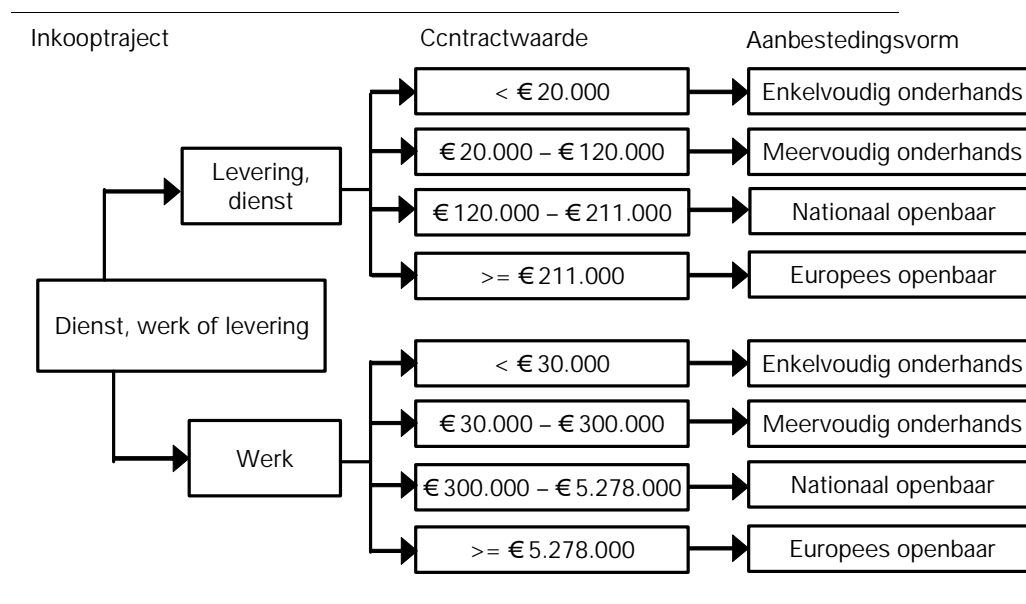 Inkooptraject
Ccntractwaarde
Aanbestedingsvorm
< €20.000
Enkelvoudig onderhands
€20.000 – €120.000
Meervoudig onderhands
Levering,
dienst
€120.000 – €211.000
Nationaal openbaar
>= €211.000
Europees openbaar
Dienst, werk of levering
< €30.000
Enkelvoudig onderhands
€30.000 – €300.000
Meervoudig onderhands
Werk
€300.000 – €5.278.000
Nationaal openbaar
>= €5.278.000
Europees openbaar